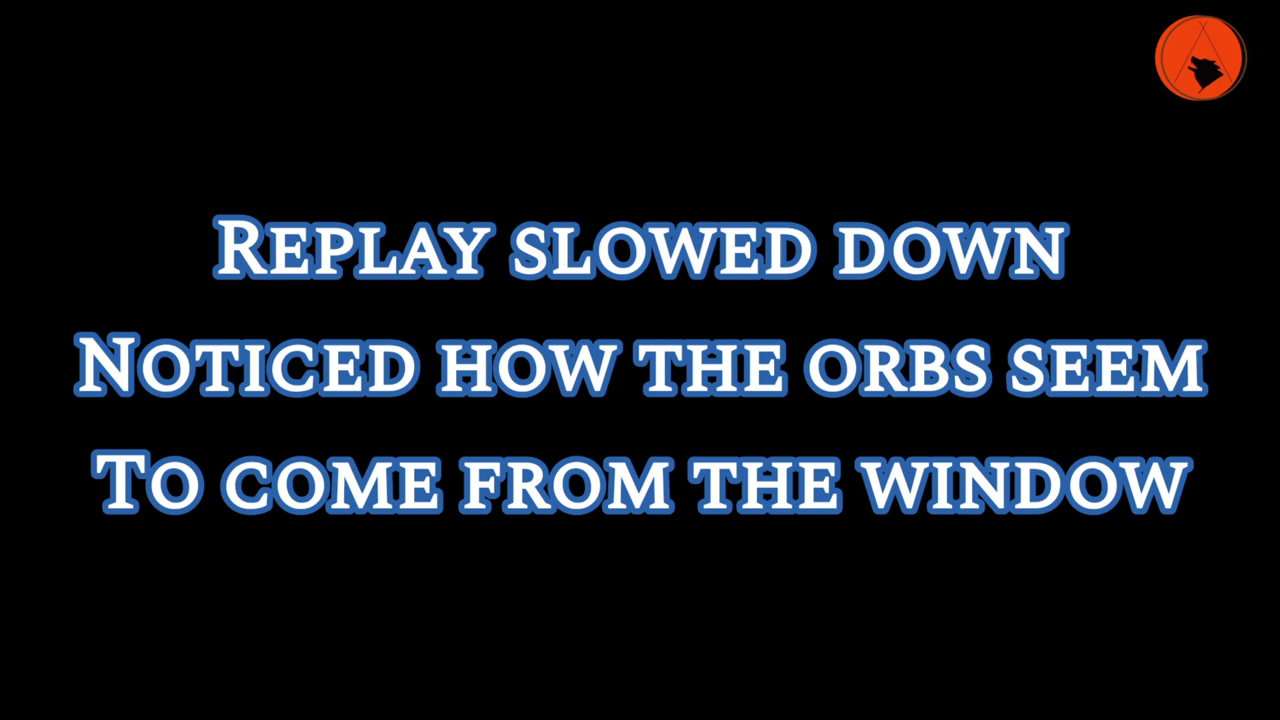 Replay slowed down
Noticed how the orbs seem
To come from the window